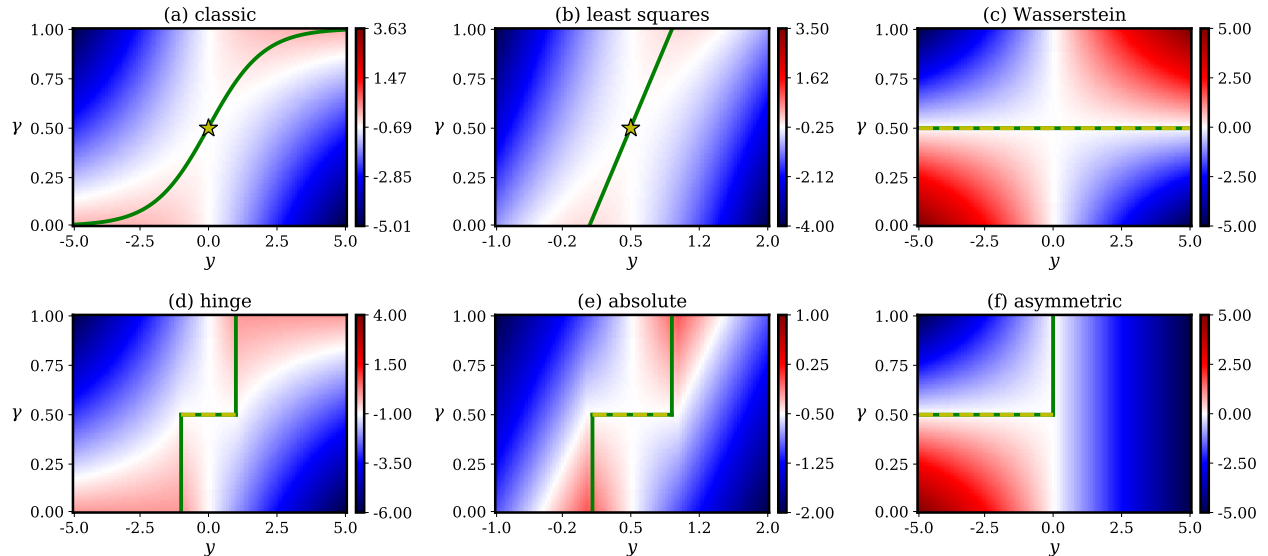 (a) classic
1.00
0.75
γ 0.50
0.25
0.00
-5.0 -2.5 0.0 2.5 5.0
y
3.63
1.47
-0.69
-2.85
-5.01
(b) least squares
1.00
0.75
γ 0.50
0.25
0.00
-1.0 -0.2 0.5 1.2 2.0
y
3.50
1.62
-0.25
-2.12
-4.00
(c) Wasserstein
1.00
0.75
γ 0.50
0.25
0.00
-5.0 -2.5 0.0 2.5 5.0
y
5.00
2.50
0.00
-2.50
-5.00
(d) hinge
1.00
0.75
γ 0.50
0.25
0.00
-5.0 -2.5 0.0 2.5 5.0
y
4.00
1.50
-1.00
-3.50
-6.00
(e) absolute
1.00
0.75
γ 0.50
0.25
0.00
-1.0 -0.2 0.5 1.2 2.0
y
1.00
0.25
-0.50
-1.25
-2.00
(f) asymmetric
1.00
0.75
γ 0.50
0.25
0.00
-5.0 -2.5 0.0 2.5 5.0
y
5.00
2.50
0.00
-2.50
-5.00